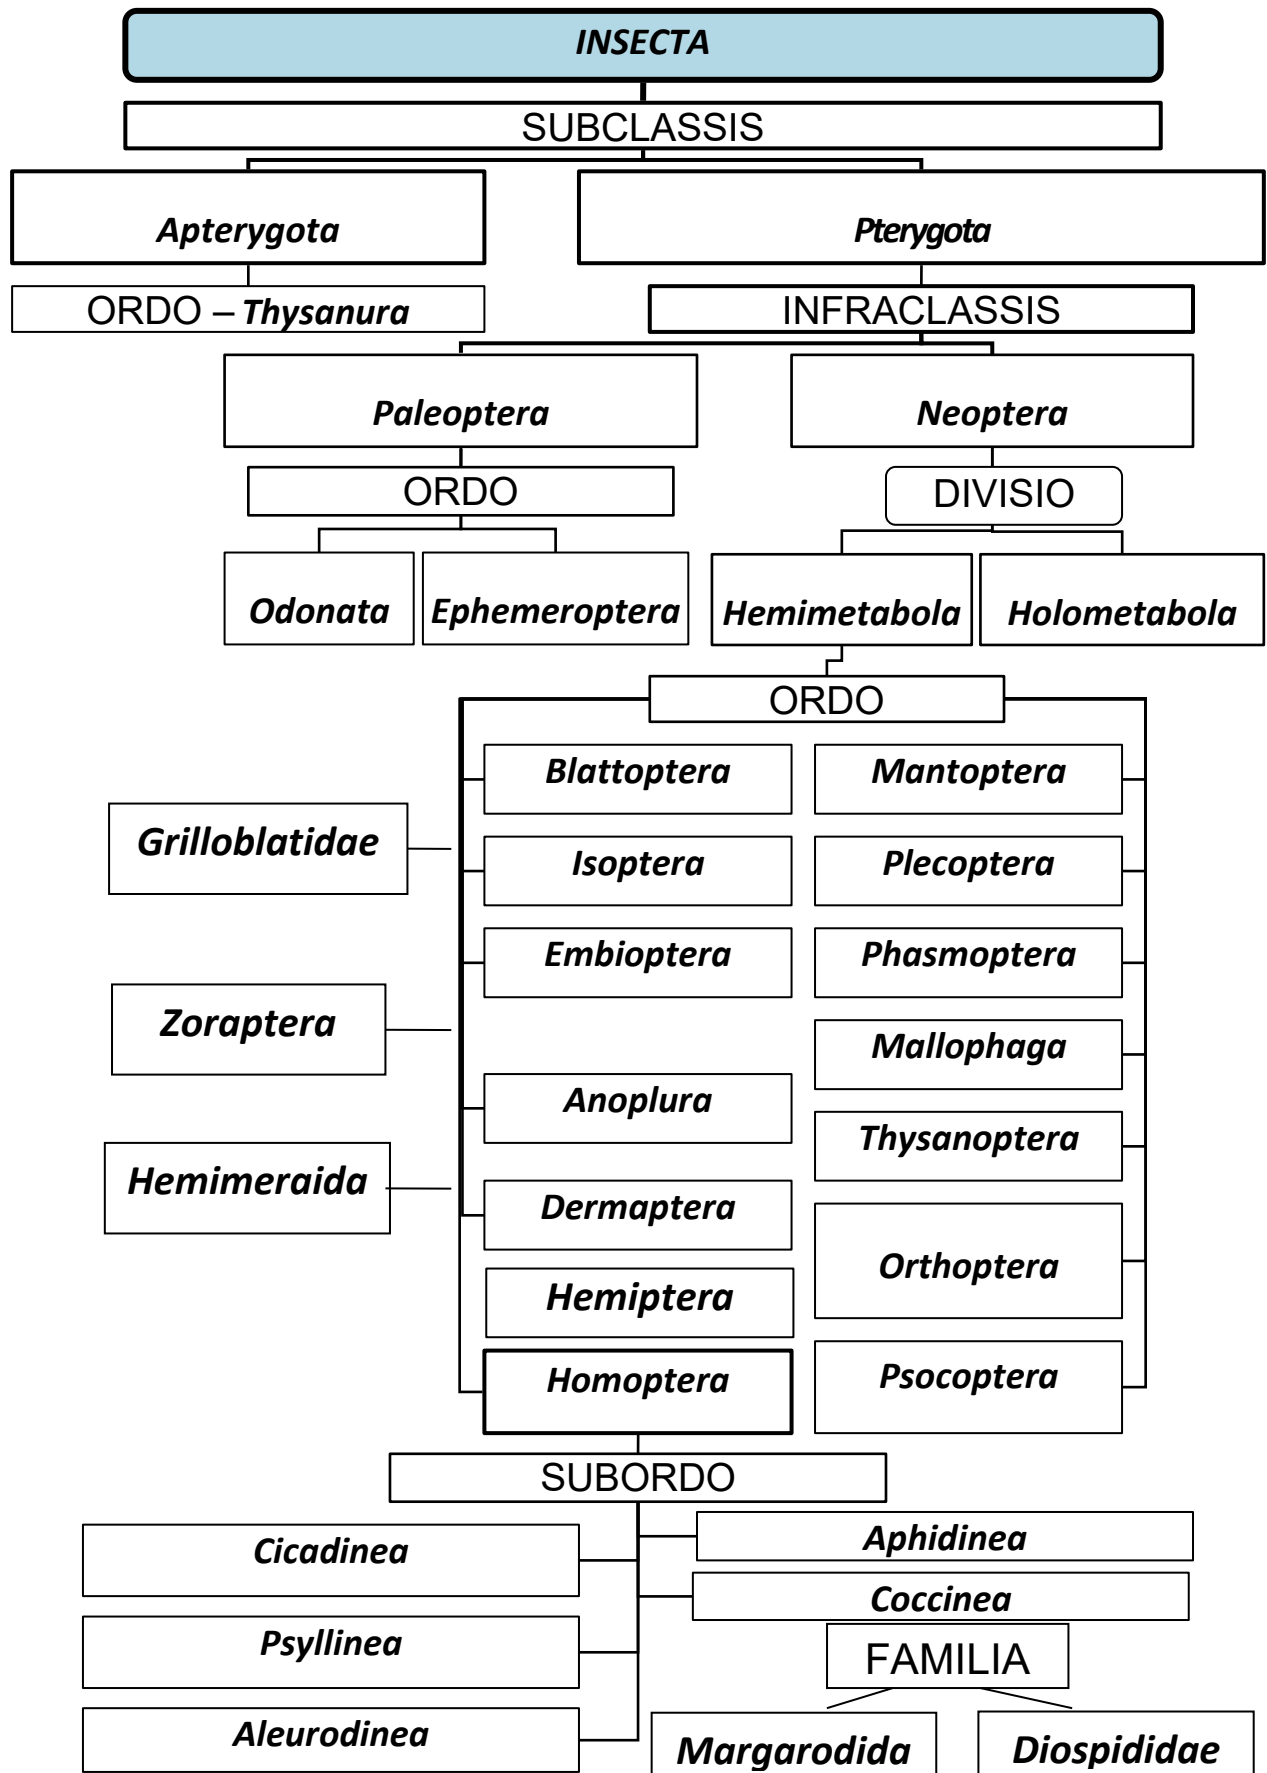 INSECTA
SUBCLASSIS
Apterygota
Pterygota
ORDO – Thysanura
INFRACLASSIS
Paleoptera
Neoptera
ORDO
DIVISIO
Odonata
Ephemeroptera
Hemimetabola
Holometabola
ORDO
Blattoptera
Mantoptera
Grilloblatidae
Isoptera
Plecoptera
Embioptera
Phasmoptera
Zoraptera
Mallophaga
Anoplura
Thysanoptera
Hemimeraida
Dermaptera
Orthoptera
Hemiptera
Homoptera
Psocoptera
SUBORDO
Cicadinea
Aphidinea
Coccinea
Psyllinea
FAMILIA
Aleurodinea
Margarodida
Diospididae